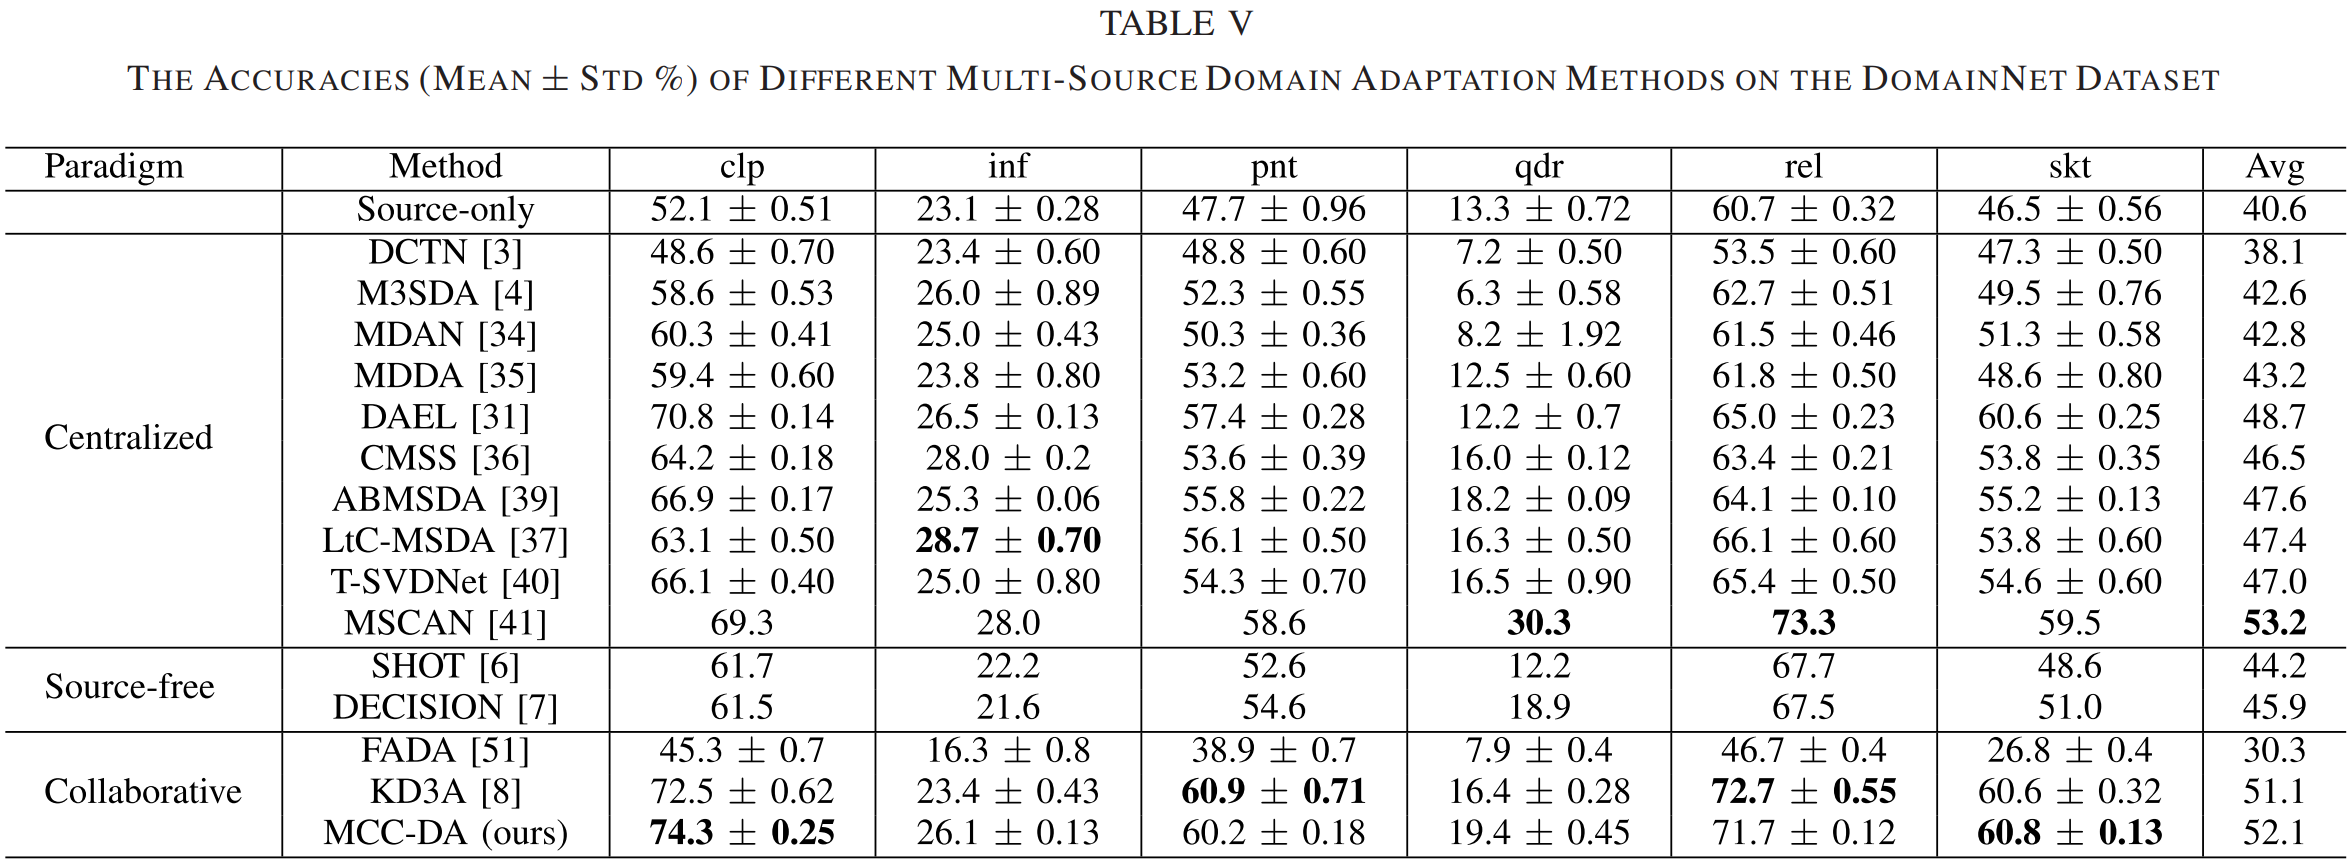 TABLE V
THE ACCURACIES (MEAN ± STD %) OF DIFFERENT MULTI-SOURCE DOMAIN ADAPTATION METHODS ON THE DOMAINNET DATASET
Paradigm Method clp inf pnt qdr rel skt Avg
Source-only 52.1 ± 0.51 23.1 ± 0.28 47.7 ± 0.96 13.3 ± 0.72 60.7 ± 0.32 46.5 ± 0.56 40.6
Centralized
DCTN [3] 48.6 ± 0.70 23.4 ± 0.60 48.8 ± 0.60 7.2 ± 0.50 53.5 ± 0.60 47.3 ± 0.50 38.1
M3SDA [4] 58.6 ± 0.53 26.0 ± 0.89 52.3 ± 0.55 6.3 ± 0.58 62.7 ± 0.51 49.5 ± 0.76 42.6
MDAN [34] 60.3 ± 0.41 25.0 ± 0.43 50.3 ± 0.36 8.2 ± 1.92 61.5 ± 0.46 51.3 ± 0.58 42.8
MDDA [35] 59.4 ± 0.60 23.8 ± 0.80 53.2 ± 0.60 12.5 ± 0.60 61.8 ± 0.50 48.6 ± 0.80 43.2
DAEL [31] 70.8 ± 0.14 26.5 ± 0.13 57.4 ± 0.28 12.2 ± 0.7 65.0 ± 0.23 60.6 ± 0.25 48.7
CMSS [36] 64.2 ± 0.18 28.0 ± 0.2 53.6 ± 0.39 16.0 ± 0.12 63.4 ± 0.21 53.8 ± 0.35 46.5
ABMSDA [39] 66.9 ± 0.17 25.3 ± 0.06 55.8 ± 0.22 18.2 ± 0.09 64.1 ± 0.10 55.2 ± 0.13 47.6
LtC-MSDA [37] 63.1 ± 0.50 28.7 ± 0.70 56.1 ± 0.50 16.3 ± 0.50 66.1 ± 0.60 53.8 ± 0.60 47.4
T-SVDNet [40] 66.1 ± 0.40 25.0 ± 0.80 54.3 ± 0.70 16.5 ± 0.90 65.4 ± 0.50 54.6 ± 0.60 47.0
MSCAN [41] 69.3 28.0 58.6 30.3 73.3 59.5 53.2
Source-free
SHOT [6] 61.7 22.2 52.6 12.2 67.7 48.6 44.2
DECISION [7] 61.5 21.6 54.6 18.9 67.5 51.0 45.9
Collaborative
FADA [51] 45.3 ± 0.7 16.3 ± 0.8 38.9 ± 0.7 7.9 ± 0.4 46.7 ± 0.4 26.8 ± 0.4 30.3
KD3A [8] 72.5 ± 0.62 23.4 ± 0.43 60.9 ± 0.71 16.4 ± 0.28 72.7 ± 0.55 60.6 ± 0.32 51.1
MCC-DA (ours) 74.3 ± 0.25 26.1 ± 0.13 60.2 ± 0.18 19.4 ± 0.45 71.7 ± 0.12 60.8 ± 0.13 52.1